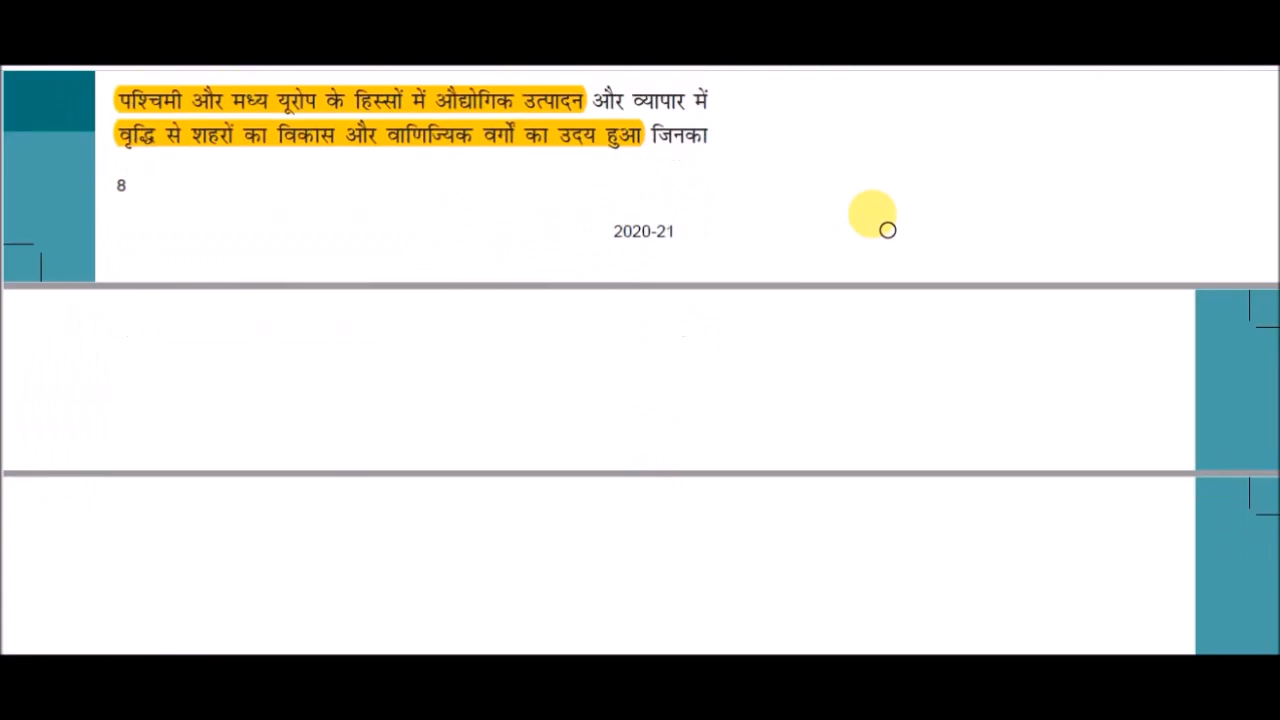 पश्चिमी और मध्य यूरोप के हिस्सों में औद्योगिक उत्पादन और व्यापार में
वृद्धि से शहरों का विकास और वाणिज्यिक वर्गों का उदय हुआ जिनका
8
2020-21